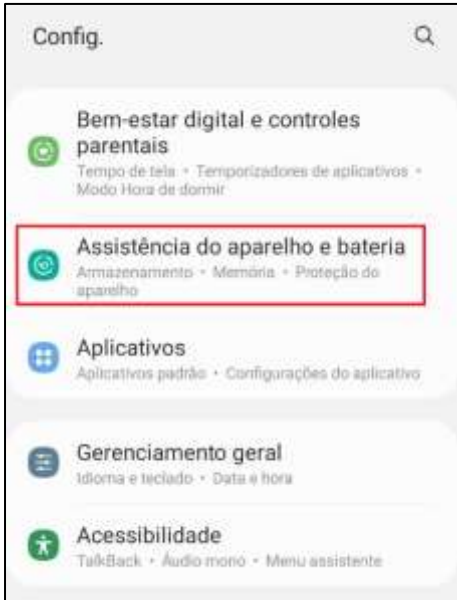 Config.
Bem-estar digital e controles
parentais
Tempo de tela • Temporizadores de aplicativos •
Modo Hora de dormir
Assistência do aparelho e bateria
Armazenamento • Memória • Proteção do
aparelho
Aplicativos
Aplicativos padrão • Configurações do aplicativo
Gerenciamento geral
Idioma e teclado • Data e hora
Acessibilidade
TalkBack • Áudio mono • Menu assistente